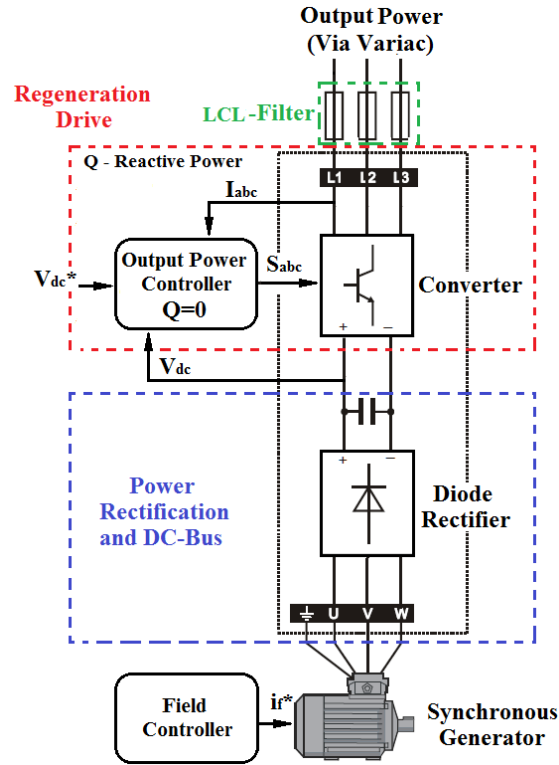 Output Power
(Via Variac)
Regeneration
Drive
LCL-Filter
Q - Reactive Power
L1 L2 L3
Iabc
Vdc*
Output Power
Controller
Q=0
Sabc
Converter
+ −
Vdc
Power
Rectification
and DC-Bus
+ −
Diode
Rectifier
U V W
Field
Controller
if*
Synchronous
Generator